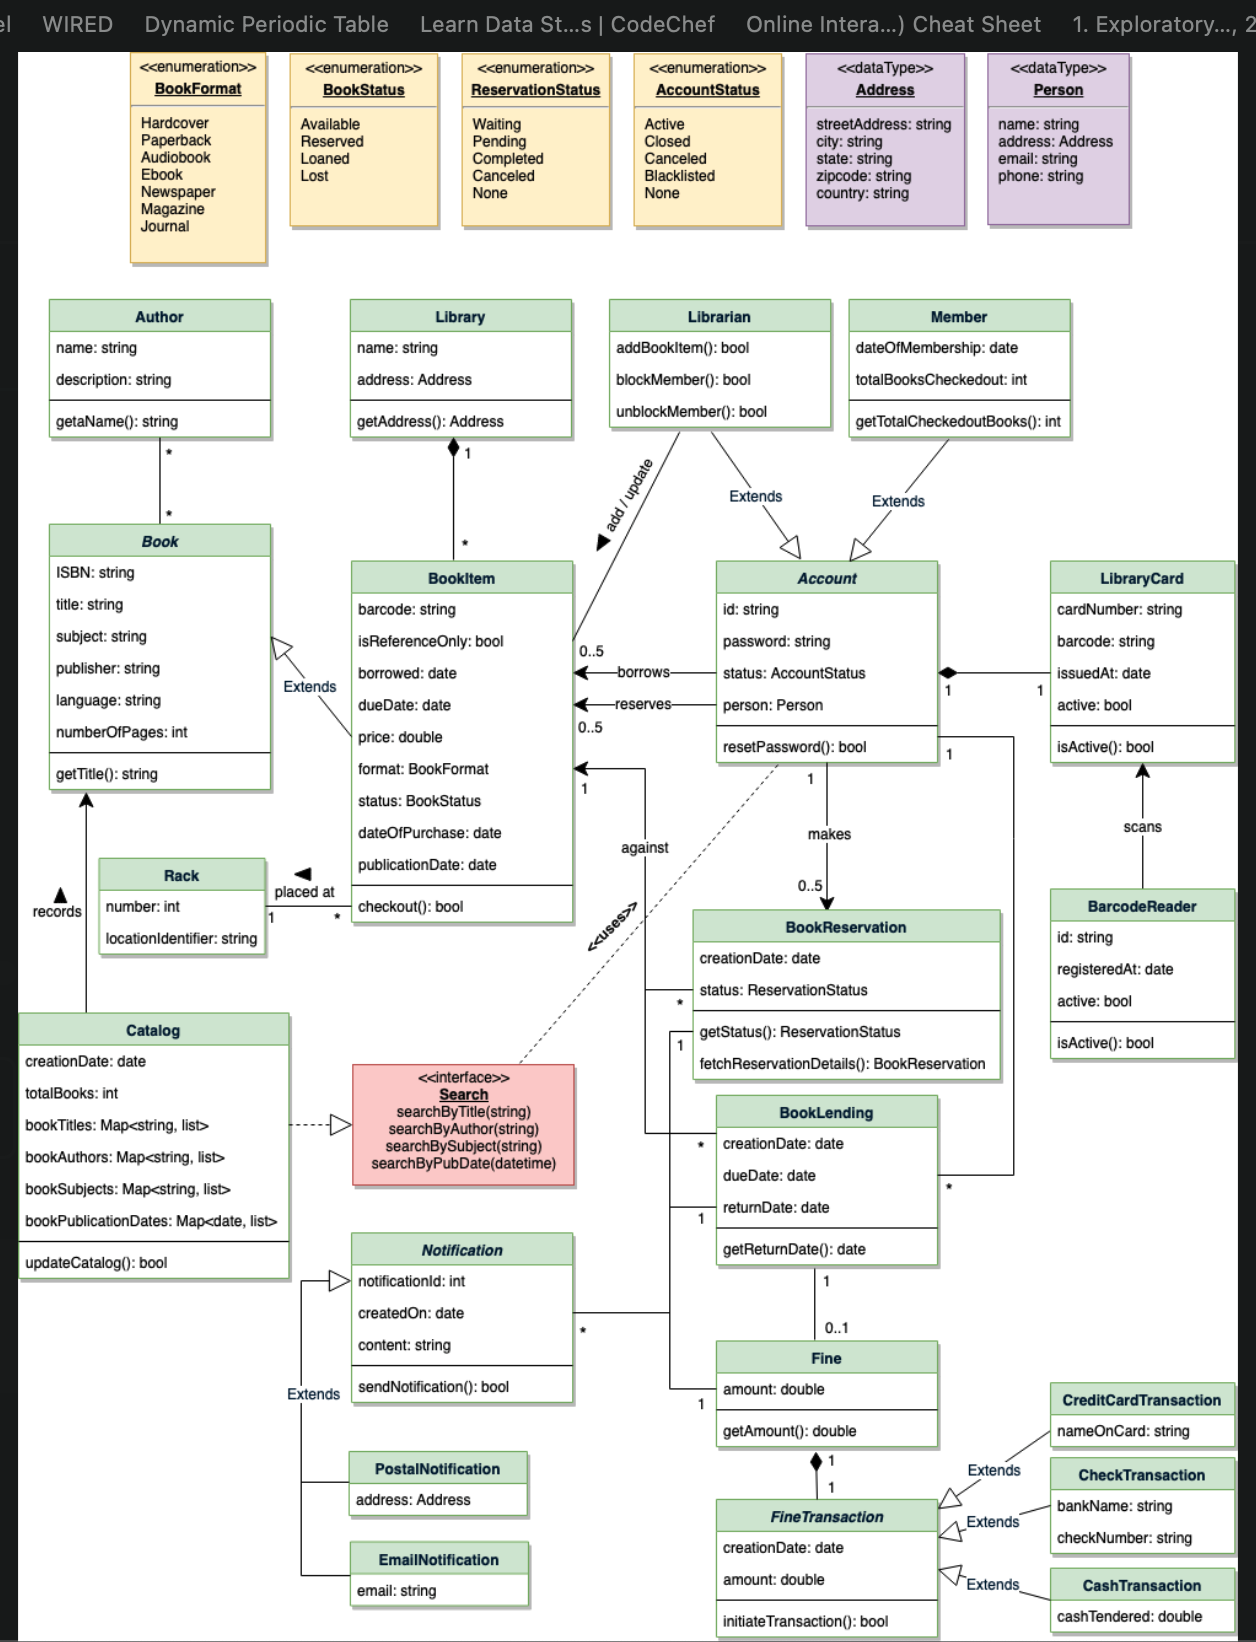 el WIRED Dynamic Periodic Table Learn Data St...s | CodeChef Online Intera...) Cheat Sheet 1. Exploratory..., 2
<<enumeration>>
BookFormat
Hardcover
Paperback
Audiobook
Ebook
Newspaper
Magazine
Journal
<<enumeration>>
BookStatus
Available
Reserved
Loaned
Lost
<<enumeration>>
ReservationStatus
Waiting
Pending
Completed
Canceled
None
<<enumeration>>
AccountStatus
Active
Closed
Canceled
Blacklisted
None
<<dataType>>
Address
streetAddress: string
city: string
state: string
zipcode: string
country: string
<<dataType>>
Person
name: string
address: Address
email: string
phone: string
Author
name: string
description: string
getaName(): string
*
*
Library
name: string
address: Address
getAddress(): Address
1
*
Librarian
addBookItem(): bool
blockMember(): bool
unblockMember(): bool
add / update
Extends
Member
dateOfMembership: date
totalBooksCheckedout: int
getTotalCheckedoutBooks(): int
Extends
Book
ISBN: string
title: string
subject: string
publisher: string
language: string
numberOfPages: int
getTitle(): string
Extends
BookItem
barcode: string
isReferenceOnly: bool
borrowed: date
dueDate: date
price: double
format: BookFormat
status: BookStatus
dateOfPurchase: date
publicationDate: date
checkout(): bool
0..5
borrows
reserves
0..5
1
against
Account
id: string
password: string
status: AccountStatus
person: Person
resetPassword(): bool
1
1
1
1
LibraryCard
cardNumber: string
barcode: string
issuedAt: date
active: bool
isActive(): bool
scans
makes
0..5
Rack
number: int
locationIdentifier: string
placed at
1
*
records
<<uses>>
BookReservation
creationDate: date
status: ReservationStatus
getStatus(): ReservationStatus
fetchReservationDetails(): BookReservation
*
1
BarcodeReader
id: string
registeredAt: date
active: bool
isActive(): bool
Catalog
creationDate: date
totalBooks: int
bookTitles: Map<string, list>
bookAuthors: Map<string, list>
bookSubjects: Map<string, list>
bookPublicationDates: Map<date, list>
updateCatalog(): bool
<<interface>>
Search
searchByTitle(string)
searchByAuthor(string)
searchBySubject(string)
searchByPubDate(datetime)
BookLending
creationDate: date
dueDate: date
returnDate: date
getReturnDate(): date
*
*
1
1
0..1
Notification
notificationId: int
createdOn: date
content: string
sendNotification(): bool
*
Extends
Fine
amount: double
getAmount(): double
1
1
1
PostalNotification
address: Address
EmailNotification
email: string
FineTransaction
creationDate: date
amount: double
initiateTransaction(): bool
Extends
Extends
Extends
CreditCardTransaction
nameOnCard: string
CheckTransaction
bankName: string
checkNumber: string
CashTransaction
cashTendered: double